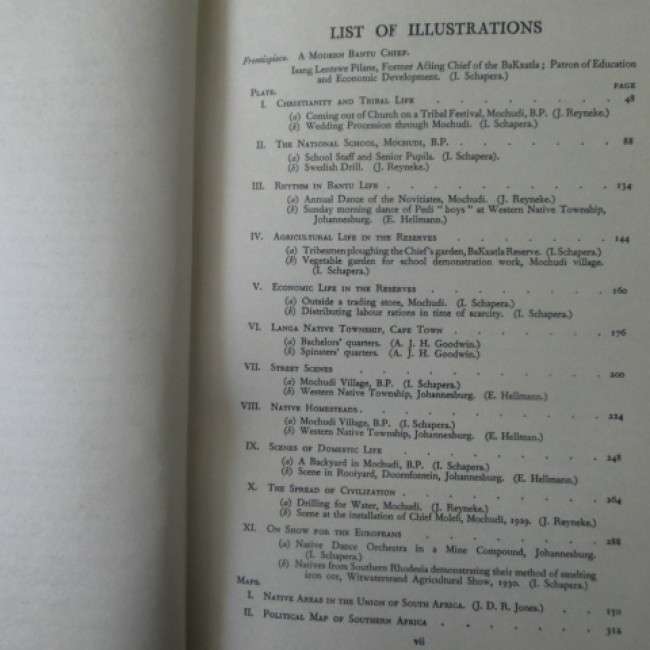 LIST OF ILLUSTRATIONS
Frontispiece. A MODERN BANTU CHIEF.
Isang Lentswe Pilane, Former Acting Chief of the BaKxatla; Patron of Education
and Economic Development. (I. Schapera.)
PLATE. PAGE
I. CHRISTIANITY AND TRIBAL LIFE . . . . . . . 48
(a) Coming out of Church on a Tribal Festival, Mochudi, B.P. (J. Reyneke.)
(b) Wedding Procession through Mochudi. (I. Schapera.)
II. THE NATIONAL SCHOOL, MOCHUDI, B.P. . . . . . . 88
(a) School Staff and Senior Pupils. (I. Schapera).
(b) Swedish Drill. (J. Reyneke.)
III. RHYTHM IN BANTU LIFE . . . . . . . . 134
(a) Annual Dance of the Novitiates, Mochudi. (J. Reyneke.)
(b) Sunday morning dance of Pedi "boys" at Western Native Township,
Johannesburg. (E. Hellmann.)
IV. AGRICULTURAL LIFE IN THE RESERVES . . . . . . 144
(a) Tribesmen ploughing the Chief's garden, BaKxatla Reserve. (I. Schapera.)
(b) Vegetable garden for school demonstration work, Mochudi village.
(I. Schapera.)
V. ECONOMIC LIFE IN THE RESERVES . . . . . . 160
(a) Outside a trading store, Mochudi. (I. Schapera.)
(b) Distributing labour rations in time of scarcity. (I. Schapera.)
VI. LANGA NATIVE TOWNSHIP, CAPE TOWN . . . . . 176
(a) Bachelors' quarters. (A. J. H. Goodwin.)
(b) Spinsters' quarters. (A. J. H. Goodwin.)
VII. STREET SCENES . . . . . . . 200
(a) Mochudi Village, B.P. (I. Schapera.)
(b) Western Native Township, Johannesburg. (E. Hellmann.)
VIII. NATIVE HOMESTEADS . . . . . . . 224
(a) Mochudi Village, B.P. (I. Schapera.)
(b) Western Native Township, Johannesburg. (E. Hellman.)
IX. SCENES OF DOMESTIC LIFE . . . . . . 248
(a) A Backyard in Mochudi, B.P. (I. Schapera.)
(b) Scene in Rooiyard, Doornfontein, Johannesburg. (E. Hellmann.)
X. THE SPREAD OF CIVILIZATION . . . . . . 264
(a) Drilling for Water, Mochudi. (J. Reyneke.)
(b) Scene at the installation of Chief Molefi, Mochudi, 1929. (J. Reyneke.)
XI. ON SHOW FOR THE EUROPEANS . . . . . . 288
(a) Native Dance Orchestra in a Mine Compound, Johannesburg.
(I. Schapera.)
(b) Natives from Southern Rhodesia demonstrating their method of smelting
iron ore, Witwatersrand Agricultural Show, 1930. (I. Schapera.)
MAPS.
I. NATIVE AREAS IN THE UNION OF SOUTH AFRICA. (J. D. R. Jones.) . . 150
II. POLITICAL MAP OF SOUTHERN AFRICA . . . . . . 314
vii